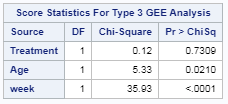 Score Statistics For Type 3 GEE Analysis
Source DF Chi-Square Pr > ChiSq
Treatment 1 0.12 0.7309
Age 1 5.33 0.0210
week 1 35.93 <.0001